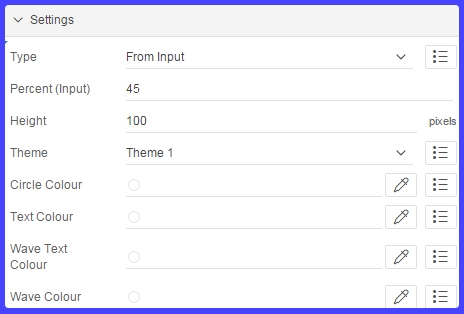 Settings
Type From Input
Percent (Input) 45
Height 100 pixels
Theme Theme 1
Circle Colour
Text Colour
Wave Text
Colour
Wave Colour